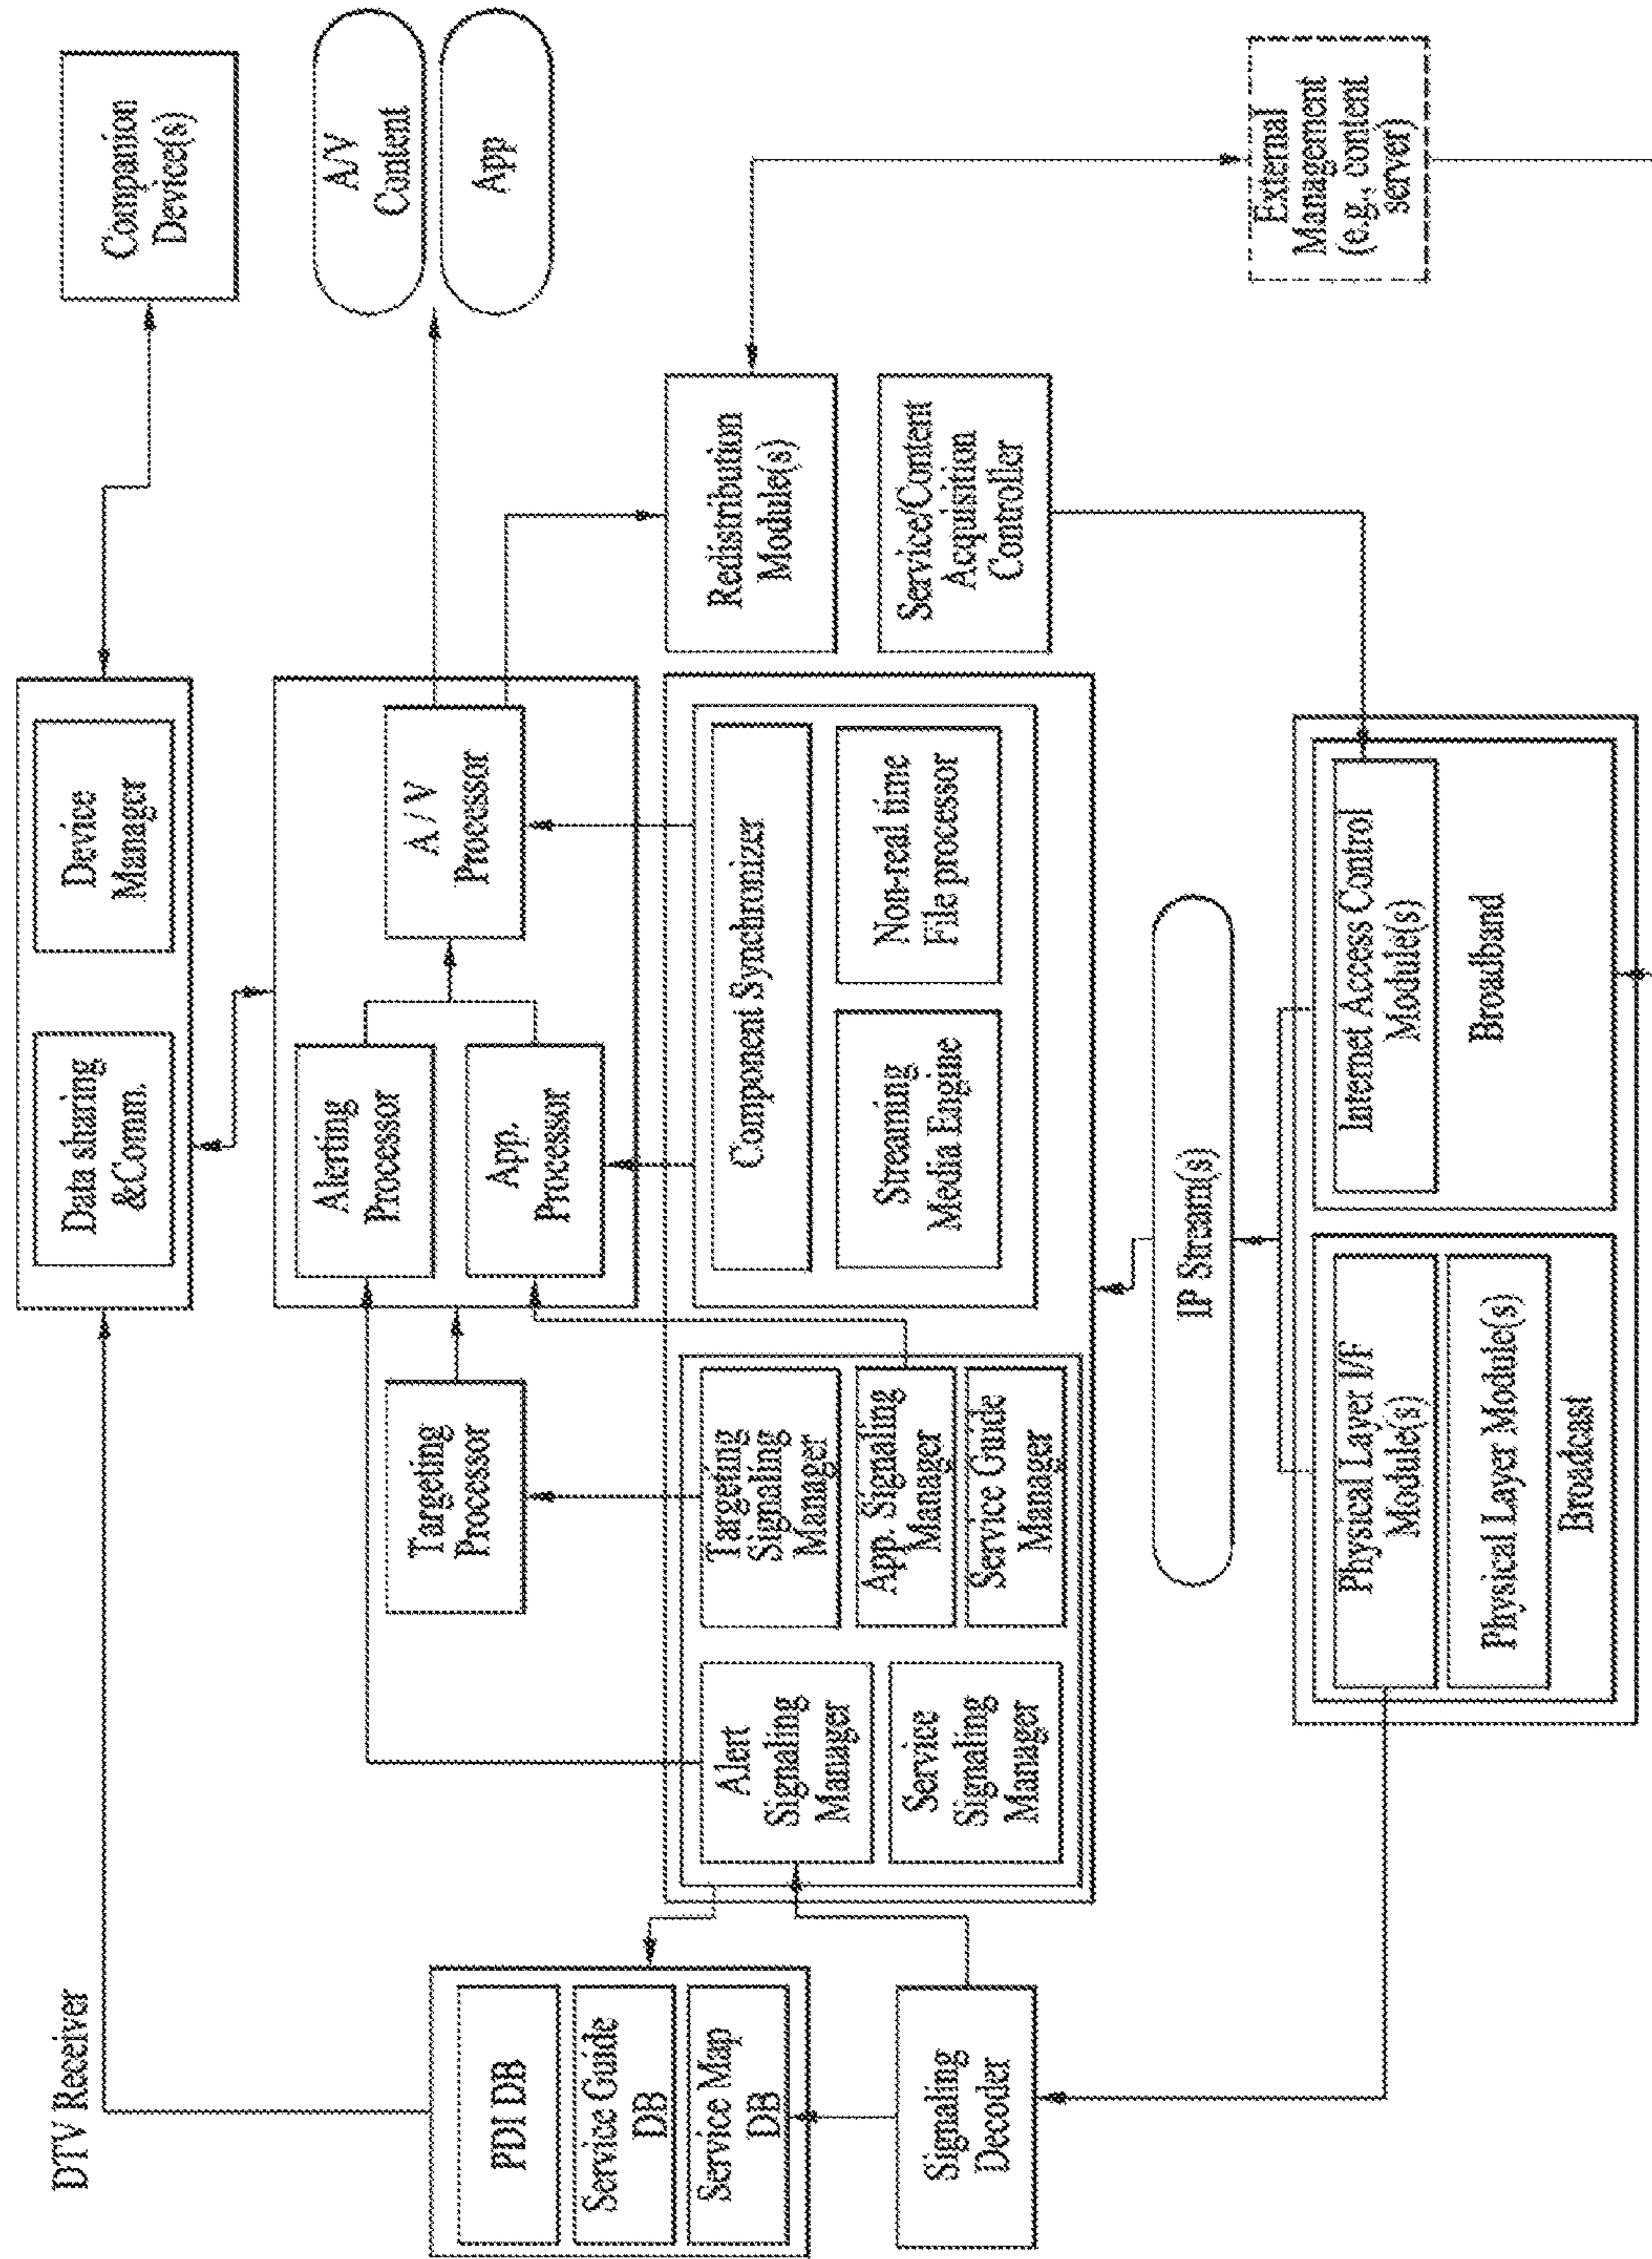 DTV Receiver
Data sharing
&Comm.
Device
Manager
Companion
Device(s)
PDI DB
Service Guide
DB
Service Map
DB
Targeting
Processor
Alerting
Processor
App.
Processor
A / V
Processor
A/V
Content
App
Alert
Signaling
Manager
Service
Signaling
Manager
Targeting
Signaling
Manager
App. Signaling
Manager
Service Guide
Manager
Component Synchronizer
Streaming
Media Engine
Non-real time
File processor
Redistribution
Module(s)
Service/Content
Acquisition
Controller
Signaling
Decoder
IP Stream(s)
Physical Layer I/F
Module(s)
Physical Layer Module(s)
Broadcast
Internet Access Control
Module(s)
Broadband
External
Management
(e.g., content
server)